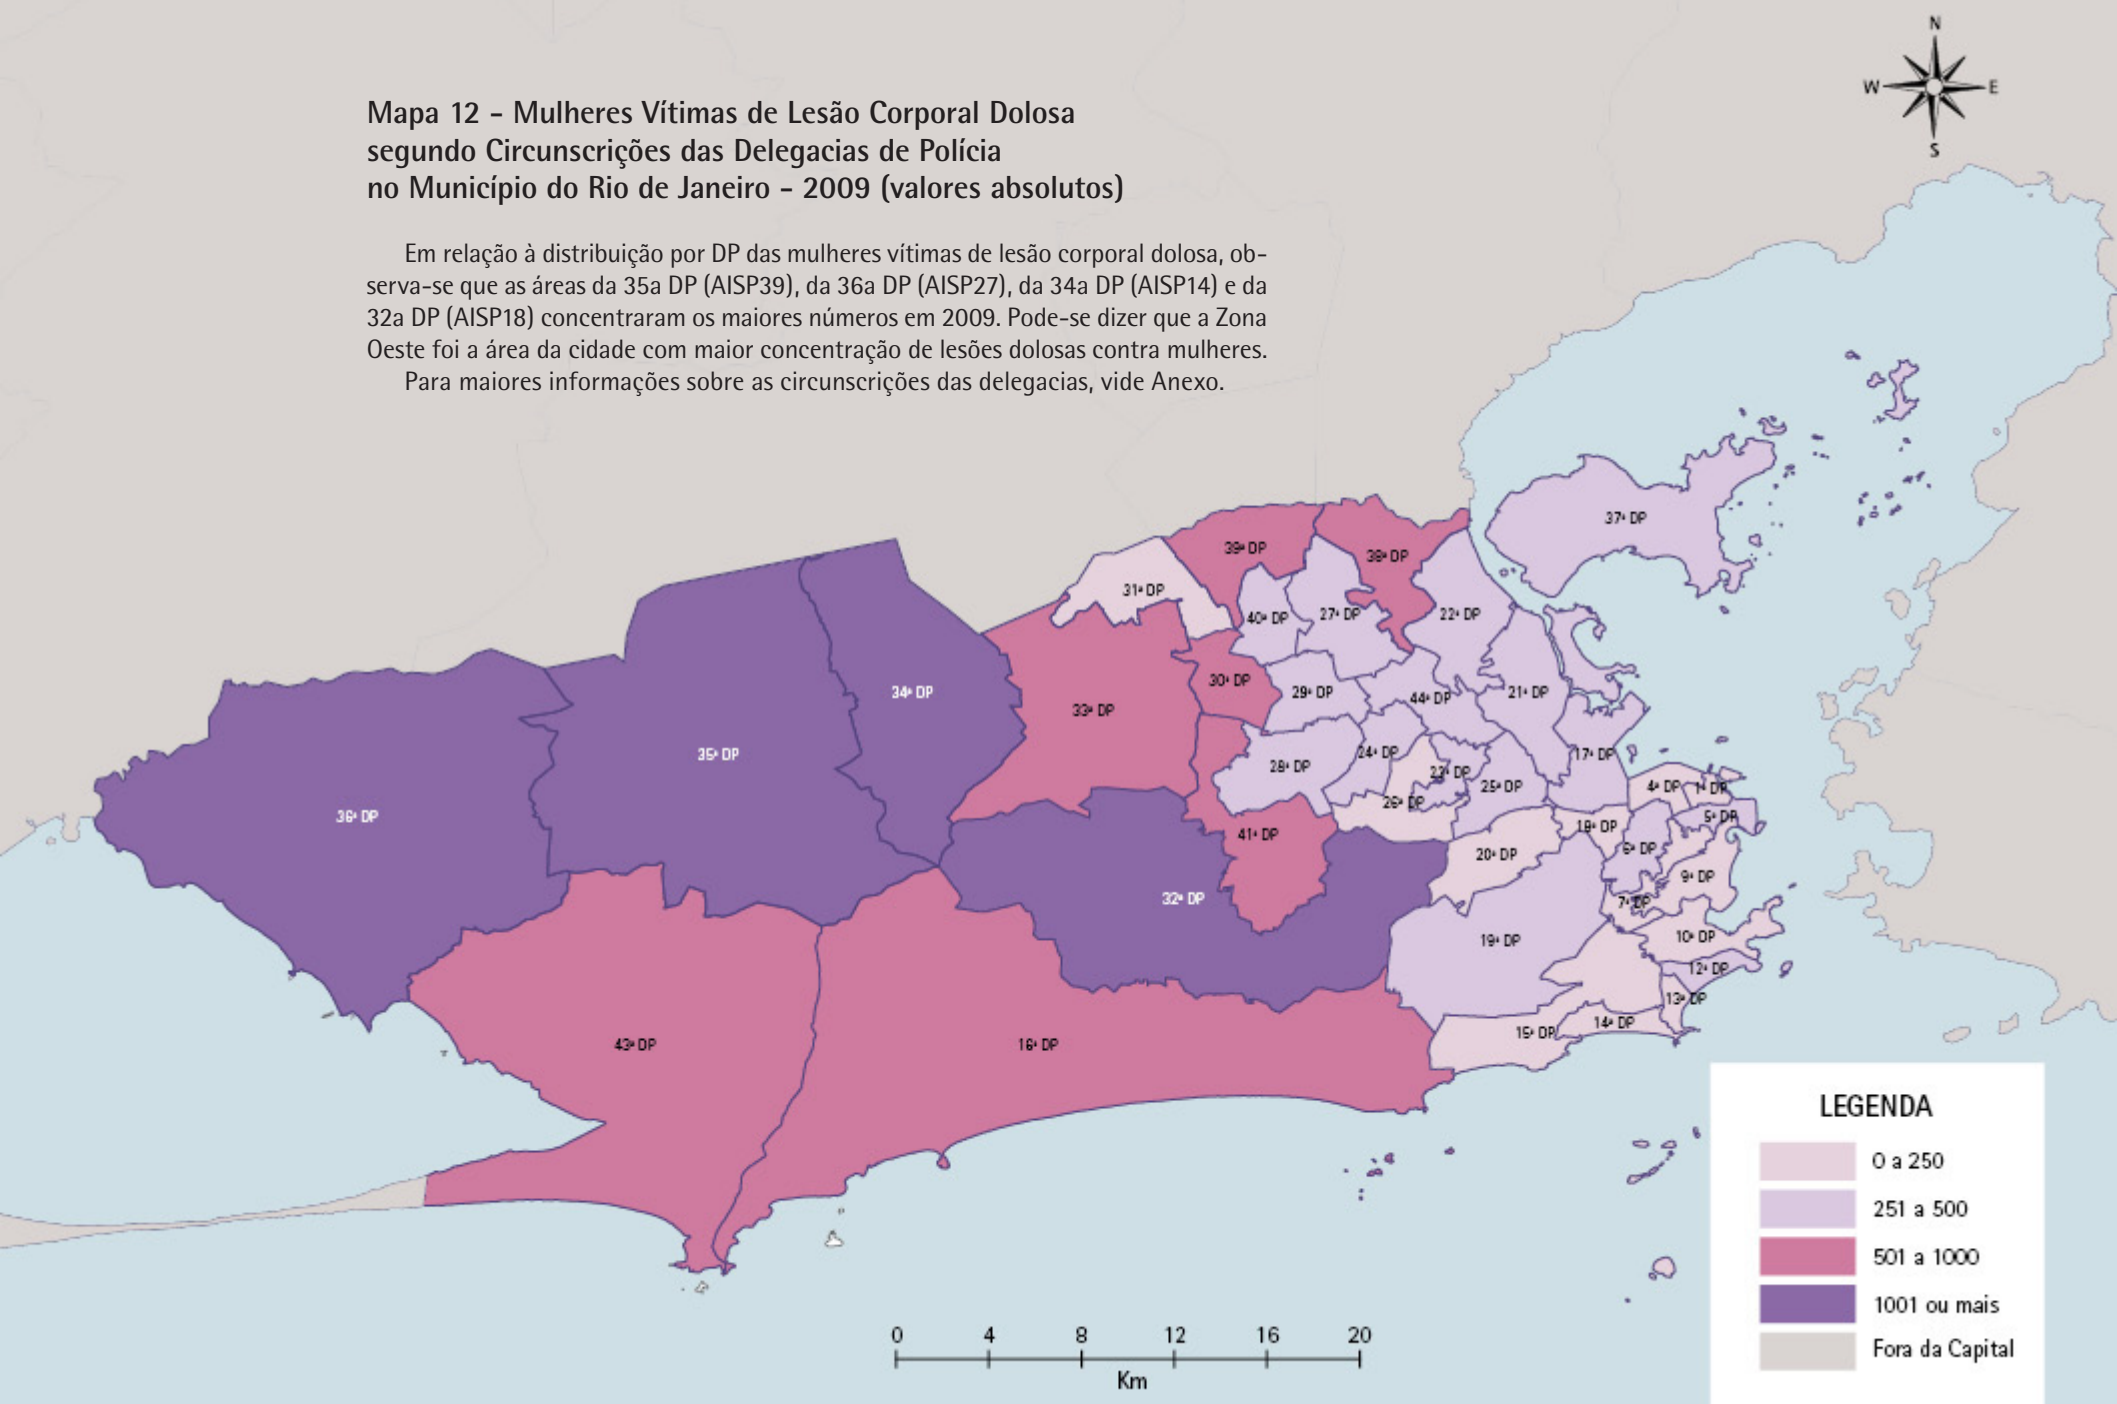 N
W E
S
Mapa 12 - Mulheres Vítimas de Lesão Corporal Dolosa
segundo Circunscrições das Delegacias de Polícia
no Município do Rio de Janeiro - 2009 (valores absolutos)
Em relação à distribuição por DP das mulheres vítimas de lesão corporal dolosa, ob-
serva-se que as áreas da 35a DP (AISP39), da 36a DP (AISP27), da 34a DP (AISP14) e da
32a DP (AISP18) concentraram os maiores números em 2009. Pode-se dizer que a Zona
Oeste foi a área da cidade com maior concentração de lesões dolosas contra mulheres.
Para maiores informações sobre as circunscrições das delegacias, vide Anexo.
37ª DP
39ª DP
38ª DP
31ª DP
40ª DP
27ª DP
22ª DP
30ª DP
29ª DP
44ª DP
21ª DP
34ª DP
33ª DP
35ª DP
28ª DP
24ª DP
23ª DP
25ª DP
17ª DP
26ª DP
4ª DP
1ª DP
5ª DP
36ª DP
41ª DP
18ª DP
20ª DP
6ª DP
9ª DP
32ª DP
7ª DP
19ª DP
10ª DP
12ª DP
13ª DP
43ª DP
16ª DP
15ª DP
14ª DP
LEGENDA
0 a 250
251 a 500
501 a 1000
1001 ou mais
Fora da Capital
0 4 8 12 16 20
Km